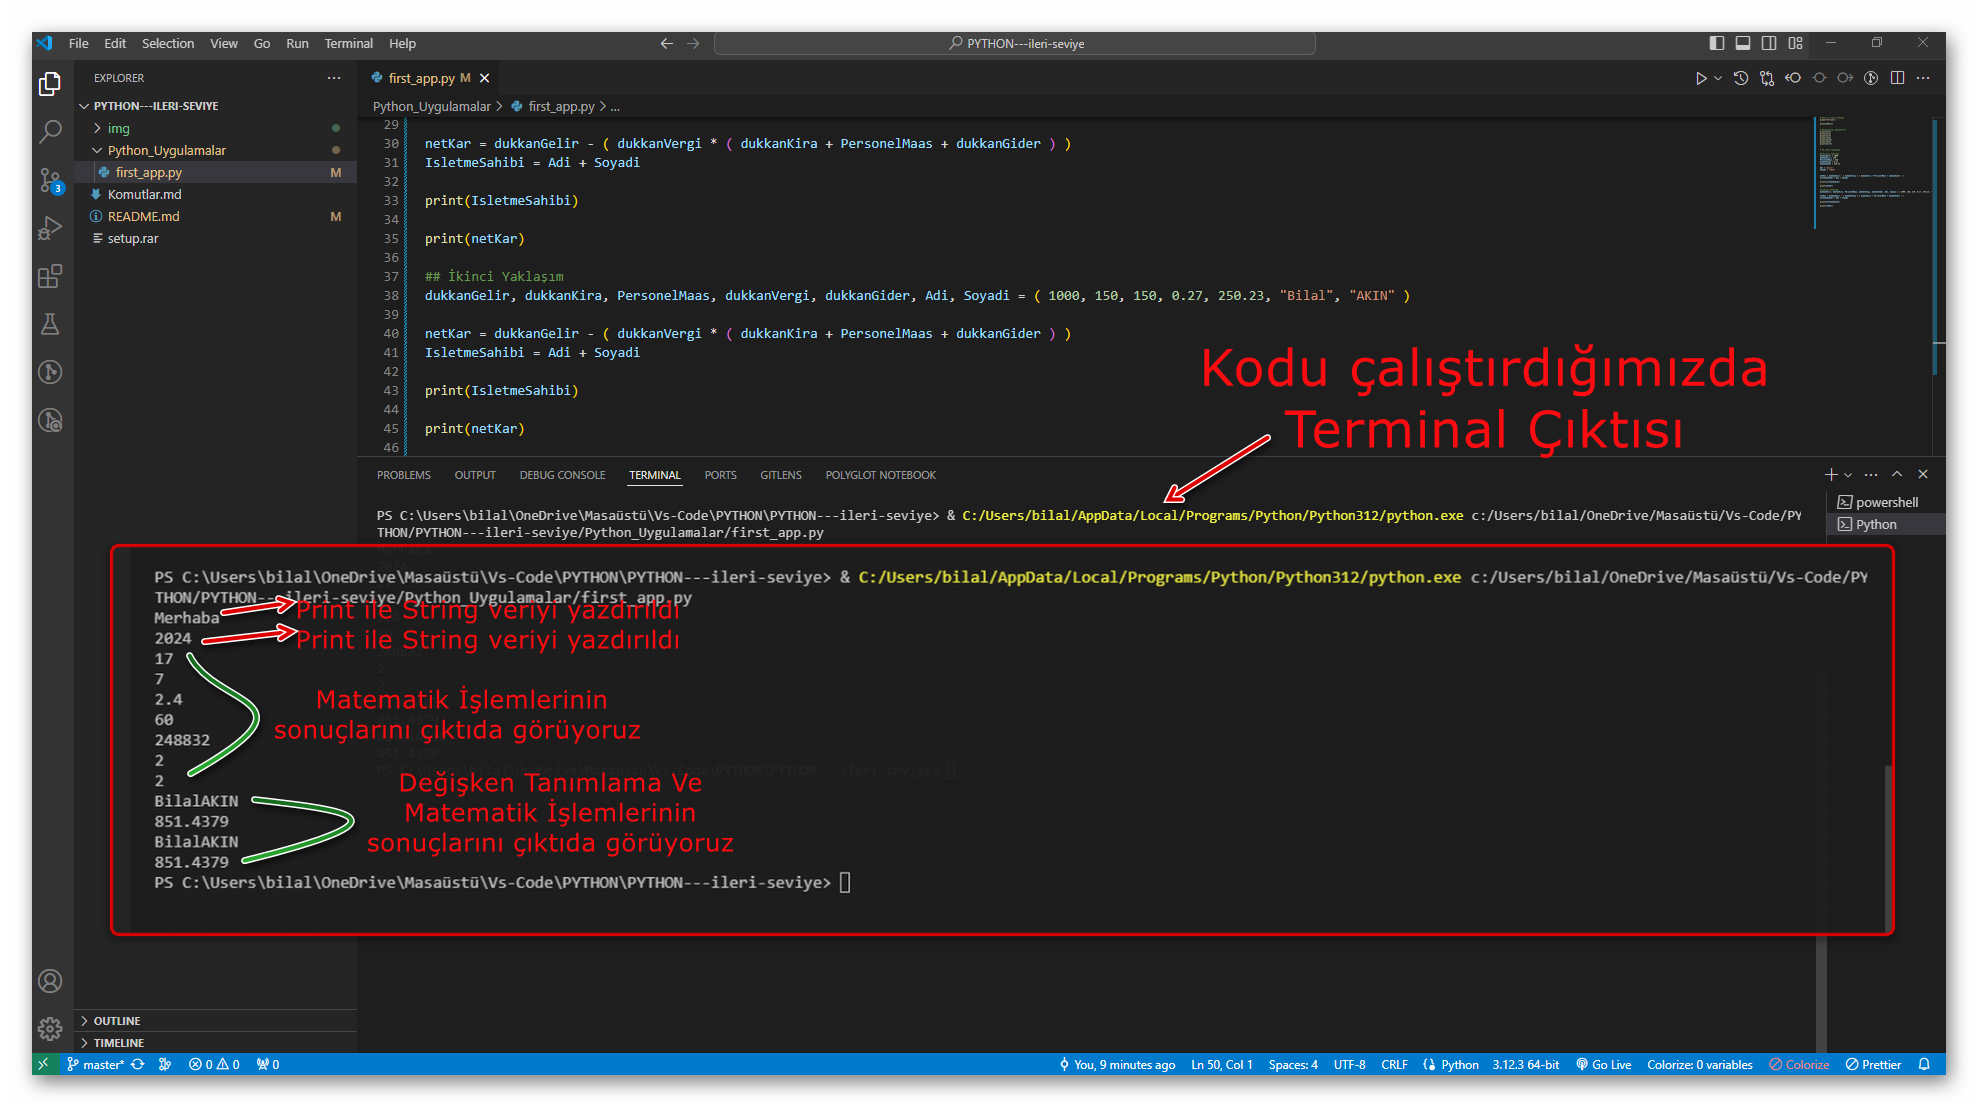 File Edit Selection View Go Run Terminal Help
PYTHON---ileri-seviye
EXPLORER
PYTHON---ILERI-SEVIYE
img
Python_Uygulamalar
first_app.py M
Komutlar.md
README.md M
setup.rar
3
OUTLINE
TIMELINE
first_app.py M
Python_Uygulamalar > first_app.py > ...
29
30 netKar = dukkanGelir - ( dukkanVergi * ( dukkanKira + PersonelMaas + dukkanGider ) )
31 IsletmeSahibi = Adi + Soyadi
32
33 print(IsletmeSahibi)
34
35 print(netKar)
36
37 ## İkinci Yaklaşım
38 dukkanGelir, dukkanKira, PersonelMaas, dukkanVergi, dukkanGider, Adi, Soyadi = ( 1000, 150, 150, 0.27, 250.23, "Bilal", "AKIN" )
39
40 netKar = dukkanGelir - ( dukkanVergi * ( dukkanKira + PersonelMaas + dukkanGider ) )
41 IsletmeSahibi = Adi + Soyadi
42
43 print(IsletmeSahibi)
44
45 print(netKar)
46
Kodu çalıştırdığımızda
Terminal Çıktısı
PROBLEMS OUTPUT DEBUG CONSOLE TERMINAL PORTS GITLENS POLYGLOT NOTEBOOK
powershell
Python
PS C:\Users\bilal\OneDrive\Masaüstü\Vs-Code\PYTHON\PYTHON---ileri-seviye> & C:/Users/bilal/AppData/Local/Programs/Python/Python312/python.exe c:/Users/bilal/OneDrive/Masaüstü/Vs-Code/PY
THON/PYTHON---ileri-seviye/Python_Uygulamalar/first_app.py
PS C:\Users\bilal\OneDrive\Masaüstü\Vs-Code\PYTHON\PYTHON---ileri-seviye> & C:/Users/bilal/AppData/Local/Programs/Python/Python312/python.exe c:/Users/bilal/OneDrive/Masaüstü/Vs-Code/PY
THON/PYTHON---ileri-seviye/Python_Uygulamalar/first_app.py
Merhaba
Print ile String veriyi yazdırıldı
2024
Print ile String veriyi yazdırıldı
17
7
2.4
60
248832
2
2
Matematik İşlemlerinin
sonuçlarını çıktıda görüyoruz
BilalAKIN
851.4379
BilalAKIN
851.4379
Değişken Tanımlama Ve
Matematik İşlemlerinin
sonuçlarını çıktıda görüyoruz
PS C:\Users\bilal\OneDrive\Masaüstü\Vs-Code\PYTHON\PYTHON---ileri-seviye>
master* 0 0 0 You, 9 minutes ago Ln 50, Col 1 Spaces: 4 UTF-8 CRLF Python 3.12.3 64-bit Go Live Colorize: 0 variables Colorize Prettier